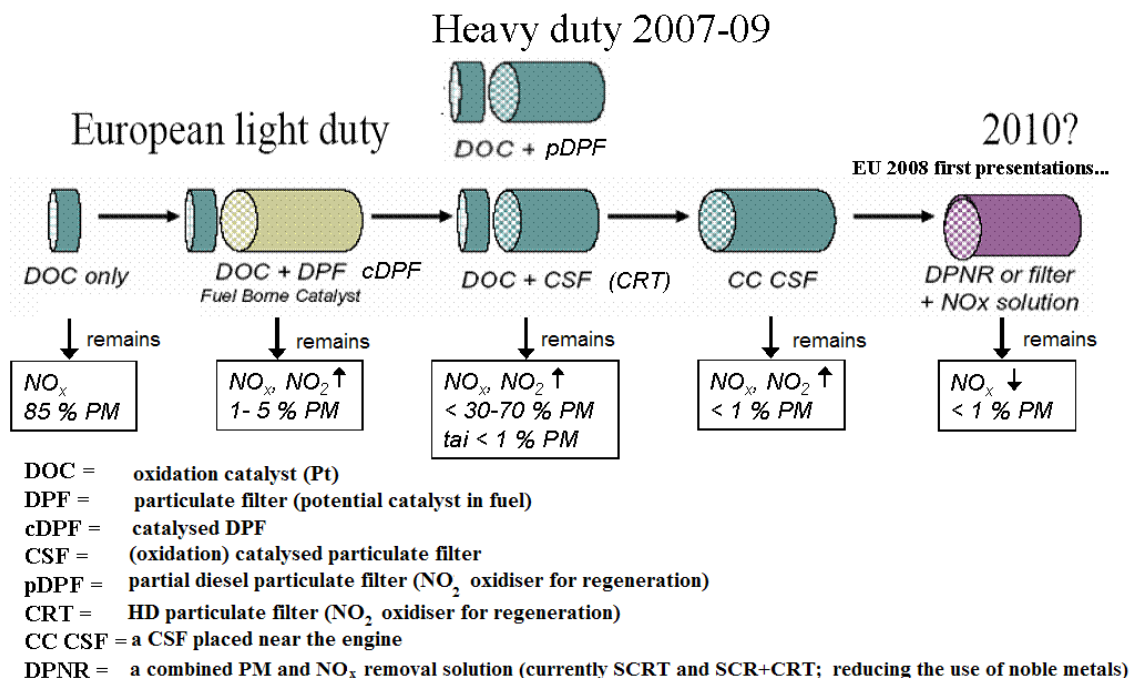 Heavy duty 2007-09
European light duty
DOC + pDPF
2010?
EU 2008 first presentations...
DOC only
DOC + DPF cDPF
Fuel Borne Catalyst
DOC + CSF (CRT)
CC CSF
DPNR or filter
+ NOx solution
remains
remains
remains
remains
remains
NOx
85 % PM
NOx, NO2 ↑
1- 5 % PM
NOx, NO2 ↑
< 30-70 % PM
tai < 1 % PM
NOx, NO2 ↑
< 1 % PM
NOx ↓
< 1 % PM
DOC = oxidation catalyst (Pt)
DPF = particulate filter (potential catalyst in fuel)
cDPF = catalysed DPF
CSF = (oxidation) catalysed particulate filter
pDPF = partial diesel particulate filter (NO2 oxidiser for regeneration)
CRT = HD particulate filter (NO2 oxidiser for regeneration)
CC CSF = a CSF placed near the engine
DPNR = a combined PM and NOx removal solution (currently SCRT and SCR+CRT; reducing the use of noble metals)